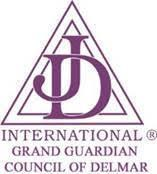 JD
INTERNATIONAL ®
GRAND GUARDIAN
COUNCIL OF DELMAR